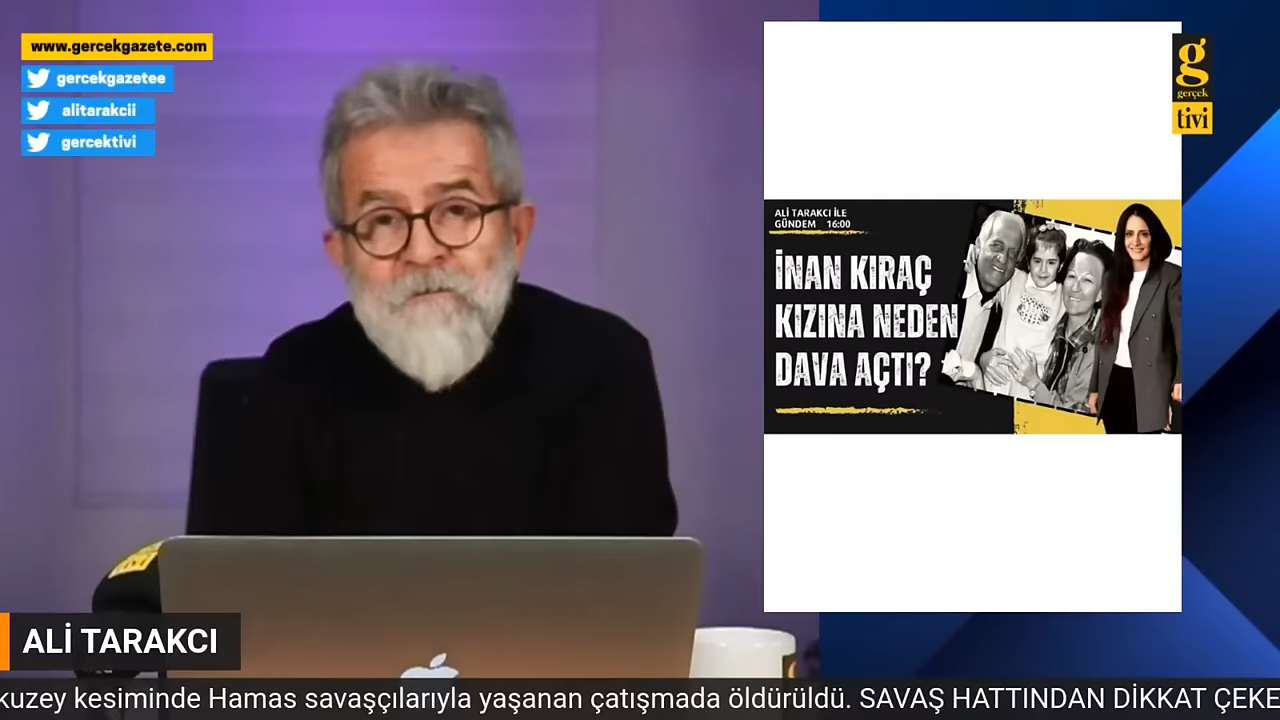 www.gercekgazete.com
gercekgazetee
alitarakcii
gercektivi
g
gerçek
tivi
ALİ TARAKCI İLE
GÜNDEM 16:00
İNAN KIRAÇ
KIZINA NEDEN
DAVA AÇTI?
ALİ TARAKCI
kuzey kesiminde Hamas savaşçılarıyla yaşanan çatışmada öldürüldü. SAVAŞ HATTINDAN DİKKAT ÇEKE